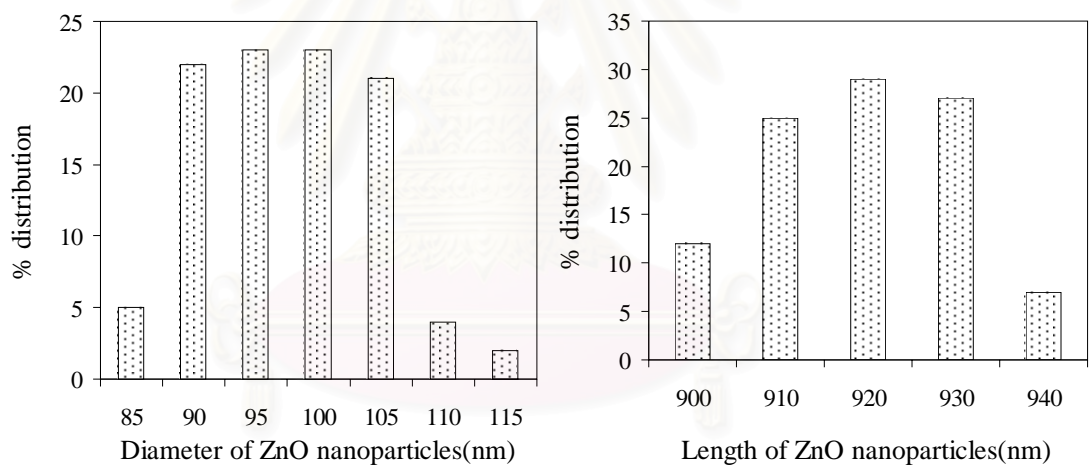 25
20
15
10
5
0
% distribution
85 90 95 100 105 110 115
Diameter of ZnO nanoparticles(nm)
35
30
25
20
15
10
5
0
% distribution
900 910 920 930 940
Length of ZnO nanoparticles(nm)